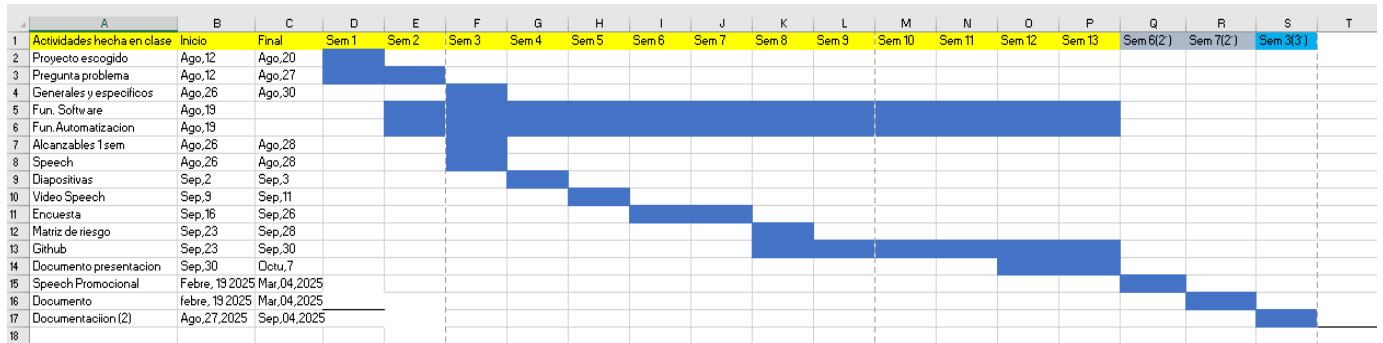 A B C D E F G H I J K L M N O P Q R S T
1 Actividades hecha en clase Inicio Final Sem 1 Sem 2 Sem 3 Sem 4 Sem 5 Sem 6 Sem 7 Sem 8 Sem 9 Sem 10 Sem 11 Sem 12 Sem 13 Sem 6(2°) Sem 7(2°) Sem 3(3°)
2 Proyecto escogido Ago,12 Ago,20
3 Pregunta problema Ago,12 Ago,27
4 Generales y especificos Ago,26 Ago,30
5 Fun. Software Ago,19
6 Fun.Automatizacion Ago,19
7 Alcanzables 1 sem Ago,26 Ago,28
8 Speech Ago,26 Ago,28
9 Diapositivas Sep,2 Sep,3
10 Video Speech Sep,9 Sep,11
11 Encuesta Sep,16 Sep,26
12 Matriz de riesgo Sep,23 Sep,28
13 Github Sep,23 Sep,30
14 Documento presentacion Sep,30 Octu,7
15 Speech Promocional Febre, 19 2025 Mar,04,2025
16 Documento febre, 19 2025 Mar,04,2025
17 Documentaciion (2) Ago,27,2025 Sep,04,2025
18